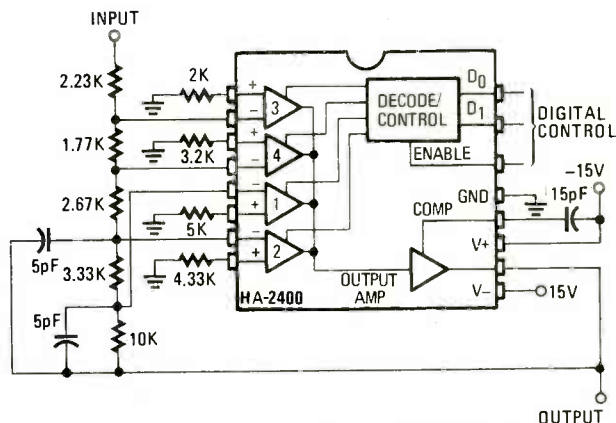 INPUT
2.23K
2K
+
−
3
DECODE/
CONTROL
D0
D1
DIGITAL
CONTROL
1.77K
+
4
3.2K
−
ENABLE
−15V
2.67K
−
1
+
GND
15pF
COMP
5K
V+
5pF
3.33K
−
2
+
4.33K
OUTPUT
AMP
V−
15V
HA-2400
5pF
10K
OUTPUT